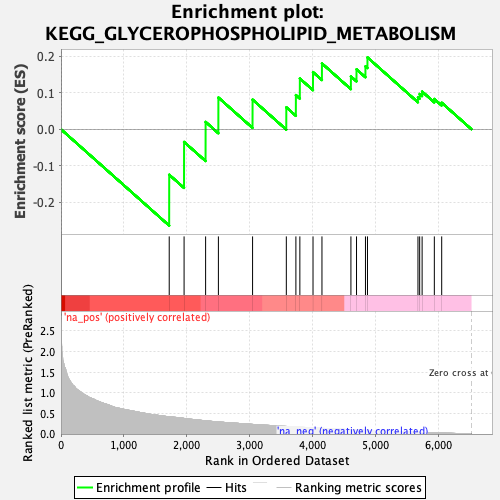 Enrichment plot:
KEGG_GLYCEROPHOSPHOLIPID_METABOLISM
Enrichment score (ES)
0.2
0.1
0.0
-0.1
-0.2
'na_pos' (positively correlated)
Ranked list metric (PreRanked)
2.5
2.0
1.5
1.0
0.5
0.0
Zero cross at
'na_neg' (negatively correlated)
0 1,000 2,000 3,000 4,000 5,000 6,000
Rank in Ordered Dataset
Enrichment profile Hits Ranking metric scores